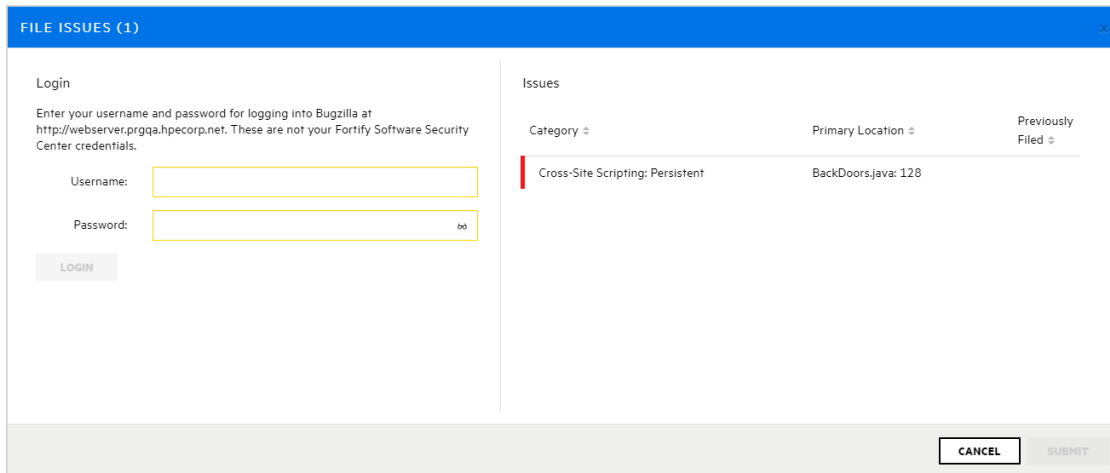 FILE ISSUES (1)
Login
Enter your username and password for logging into Bugzilla at
http://webserver.prgqa.hpecorp.net. These are not your Fortify Software Security
Center credentials.
Username:
Password:
LOGIN
Issues
Category
Primary Location
Previously
Filed
Cross-Site Scripting: Persistent
BackDoors.java: 128
CANCEL
SUBMIT